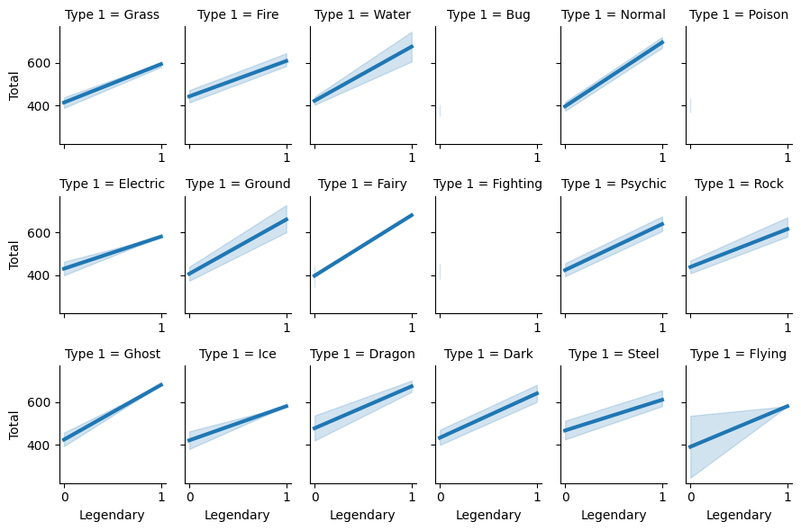 Type 1 = Grass
Type 1 = Fire
Type 1 = Water
Type 1 = Bug
Type 1 = Normal
Type 1 = Poison
Total
600
400
1
1
1
1
1
1
Type 1 = Electric
Type 1 = Ground
Type 1 = Fairy
Type 1 = Fighting
Type 1 = Psychic
Type 1 = Rock
Total
600
400
1
1
1
1
1
1
Type 1 = Ghost
Type 1 = Ice
Type 1 = Dragon
Type 1 = Dark
Type 1 = Steel
Type 1 = Flying
Total
600
400
0 1
0 1
0 1
0 1
0 1
0 1
Legendary
Legendary
Legendary
Legendary
Legendary
Legendary